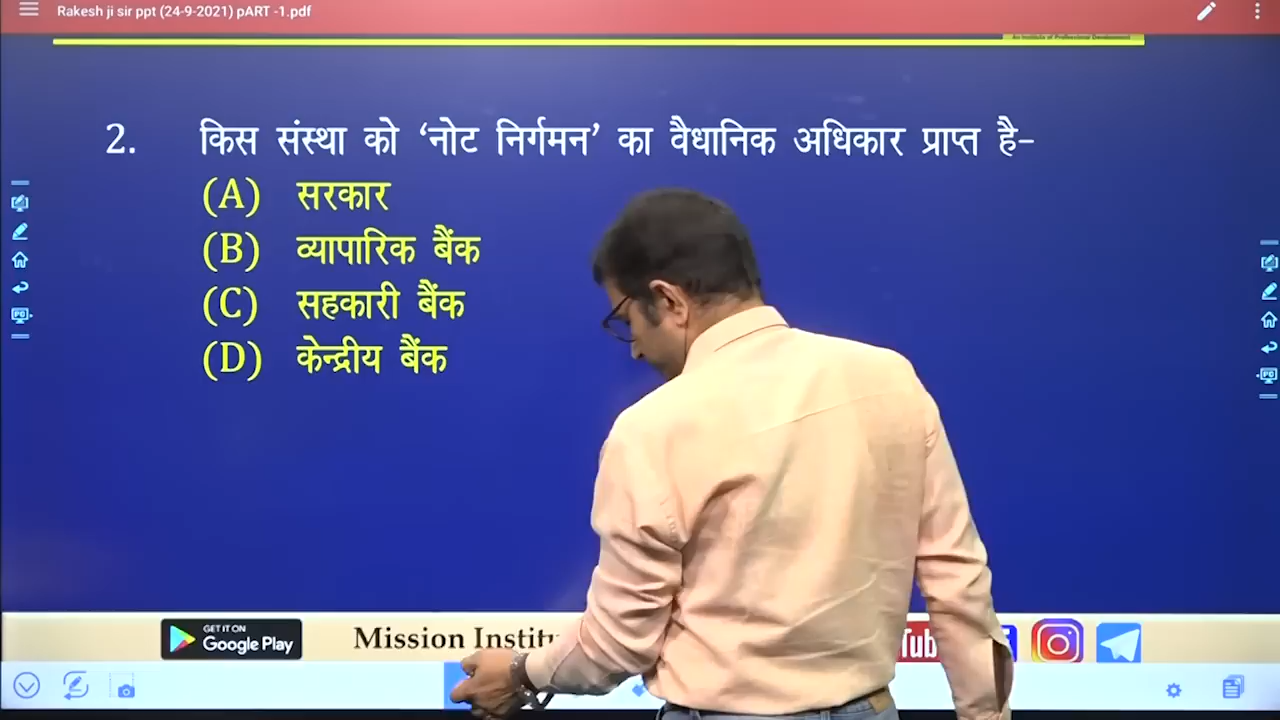 Rakesh ji sir ppt (24-9-2021) pART -1.pdf
2. किस संस्था को ‘नोट निर्गमन’ का वैधानिक अधिकार प्राप्त है-
(A) सरकार
(B) व्यापारिक बैंक
(C) सहकारी बैंक
(D) केन्द्रीय बैंक
GET IT ON
Google Play
Mission